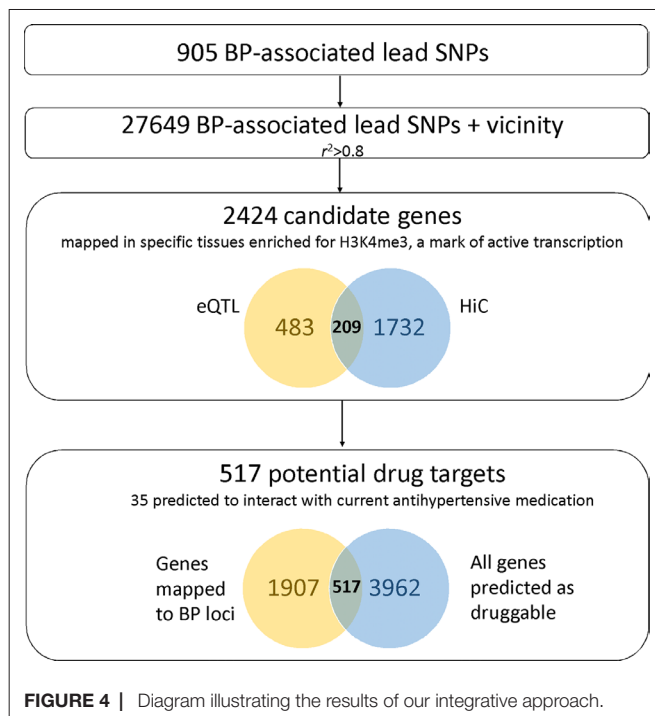 905 BP-associated lead SNPs
27649 BP-associated lead SNPs + vicinity
r²>0.8
2424 candidate genes
mapped in specific tissues enriched for H3K4me3, a mark of active transcription
eQTL
483
209
1732
HiC
517 potential drug targets
35 predicted to interact with current antihypertensive medication
Genes
mapped
to BP loci
1907
517
3962
All genes
predicted as
druggable
FIGURE 4 | Diagram illustrating the results of our integrative approach.